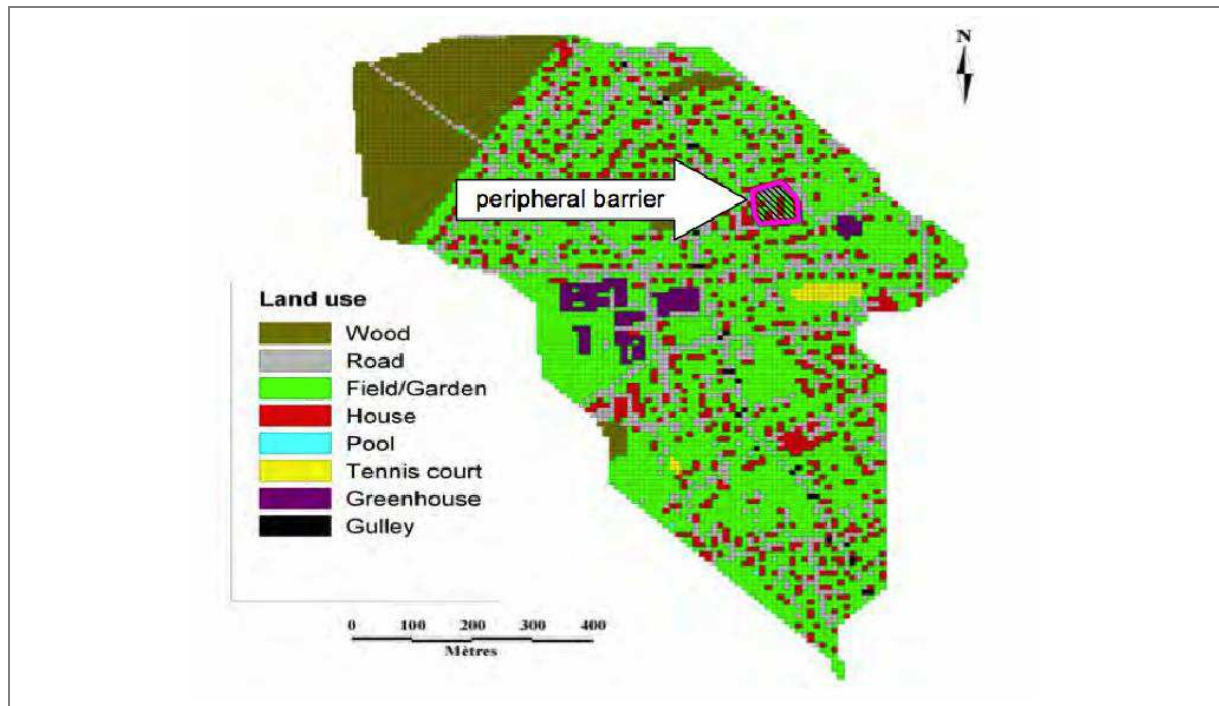 N
peripheral barrier
Land use
Wood
Road
Field/Garden
House
Pool
Tennis court
Greenhouse
Gulley
0 100 200 300 400
Mètres